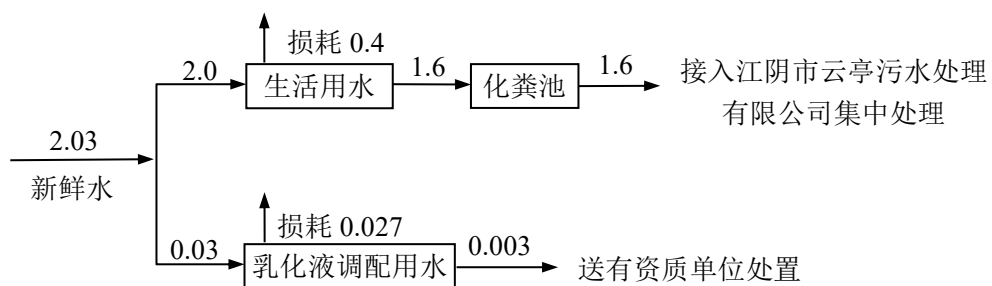 损耗 0.4
2.0
生活用水
1.6
化粪池
1.6
接入江阴市云亭污水处理
有限公司集中处理
2.03
新鲜水
损耗 0.027
0.03
乳化液调配用水
0.003
送有资质单位处置